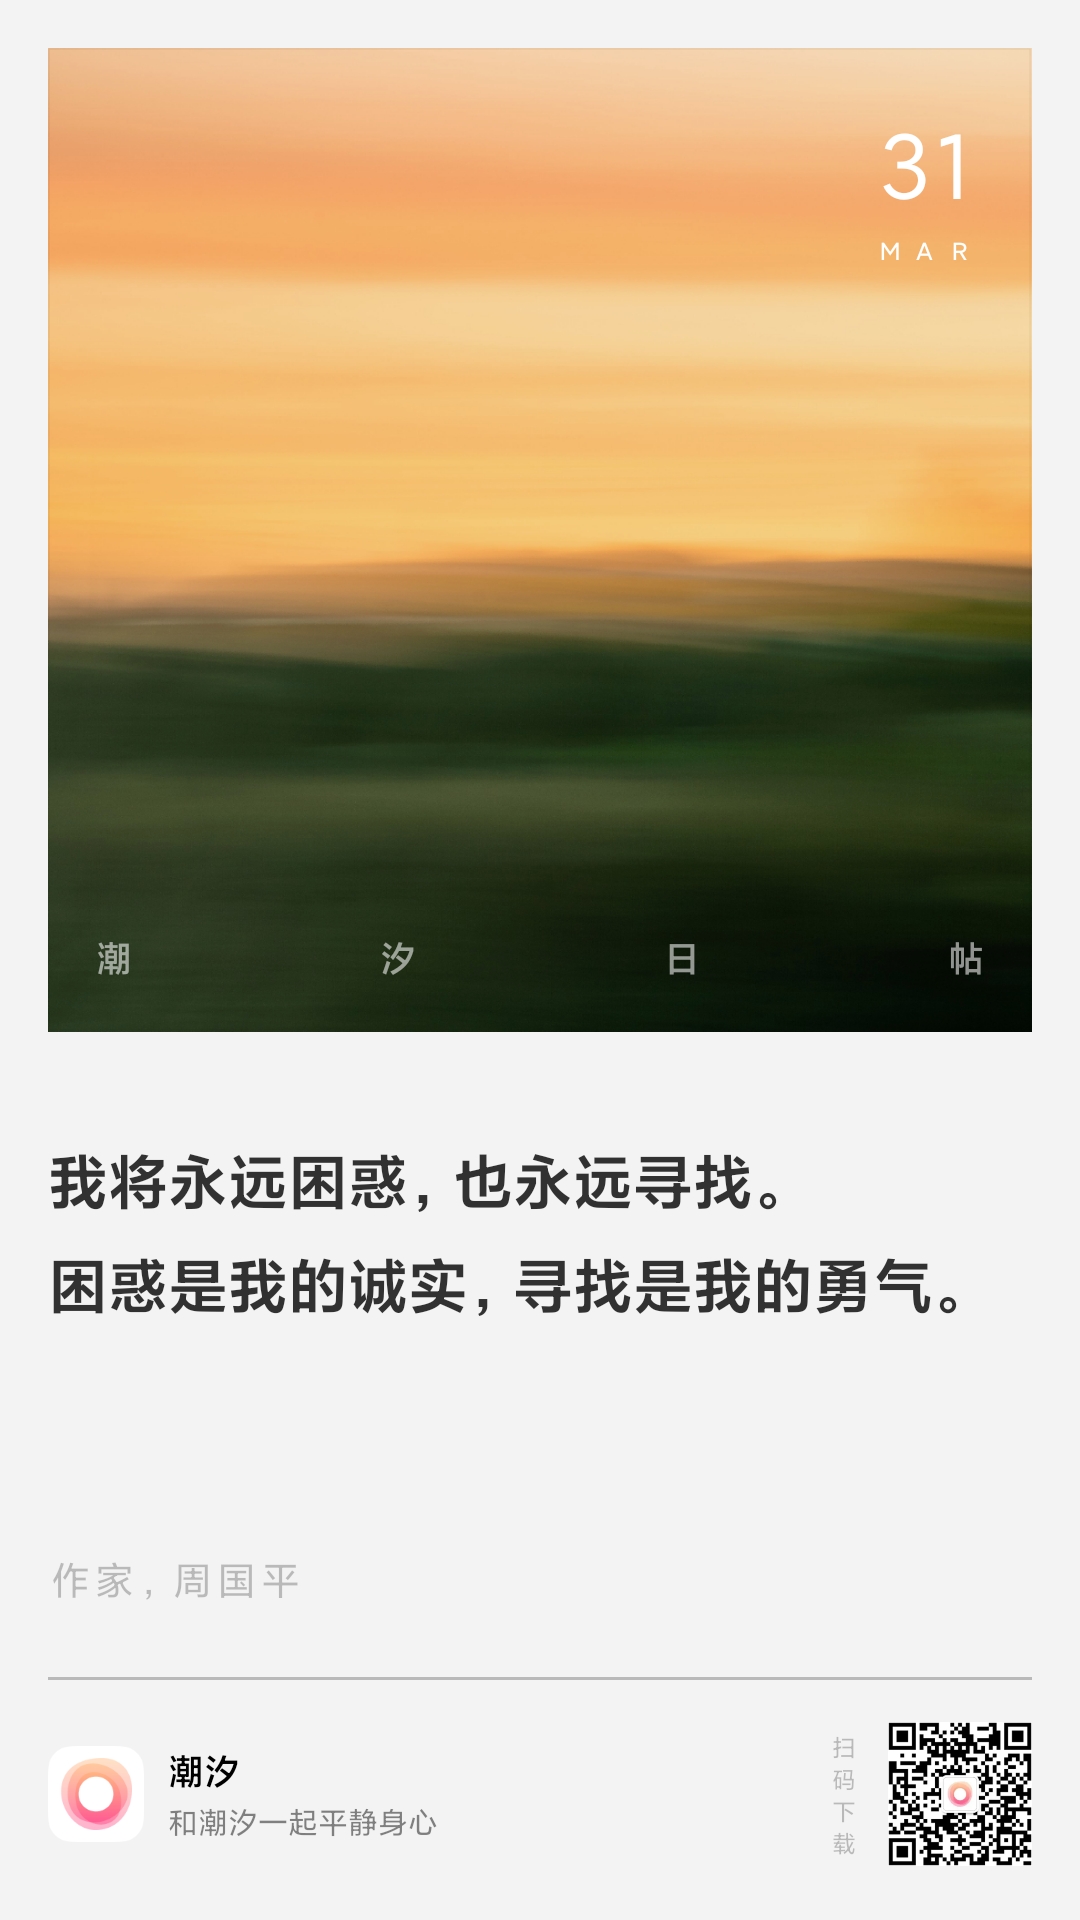 31
MAR
潮汐日帖
我将永远困惑，也永远寻找。
困惑是我的诚实，寻找是我的勇气。
作家，周国平
潮汐
和潮汐一起平静身心
扫码下载